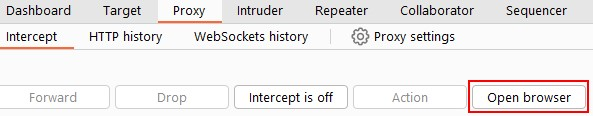 Dashboard Target Proxy Intruder Repeater Collaborator Sequencer
Intercept HTTP history WebSockets history Proxy settings
Forward Drop Intercept is off Action Open browser